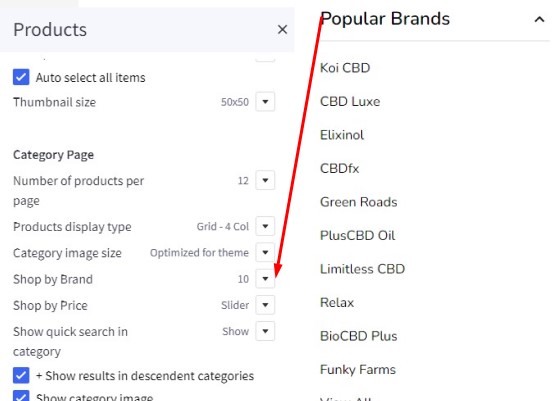 Products
Auto select all items
Thumbnail size 50x50
Category Page
Number of products per
page
12
Products display type Grid - 4 Col
Category image size Optimized for theme
Shop by Brand 10
Shop by Price Slider
Show quick search in
category
Show
+ Show results in descendent categories
Show category image
Popular Brands
Koi CBD
CBD Luxe
Elixinol
CBDfx
Green Roads
PlusCBD Oil
Limitless CBD
Relax
BioCBD Plus
Funky Farms
View All